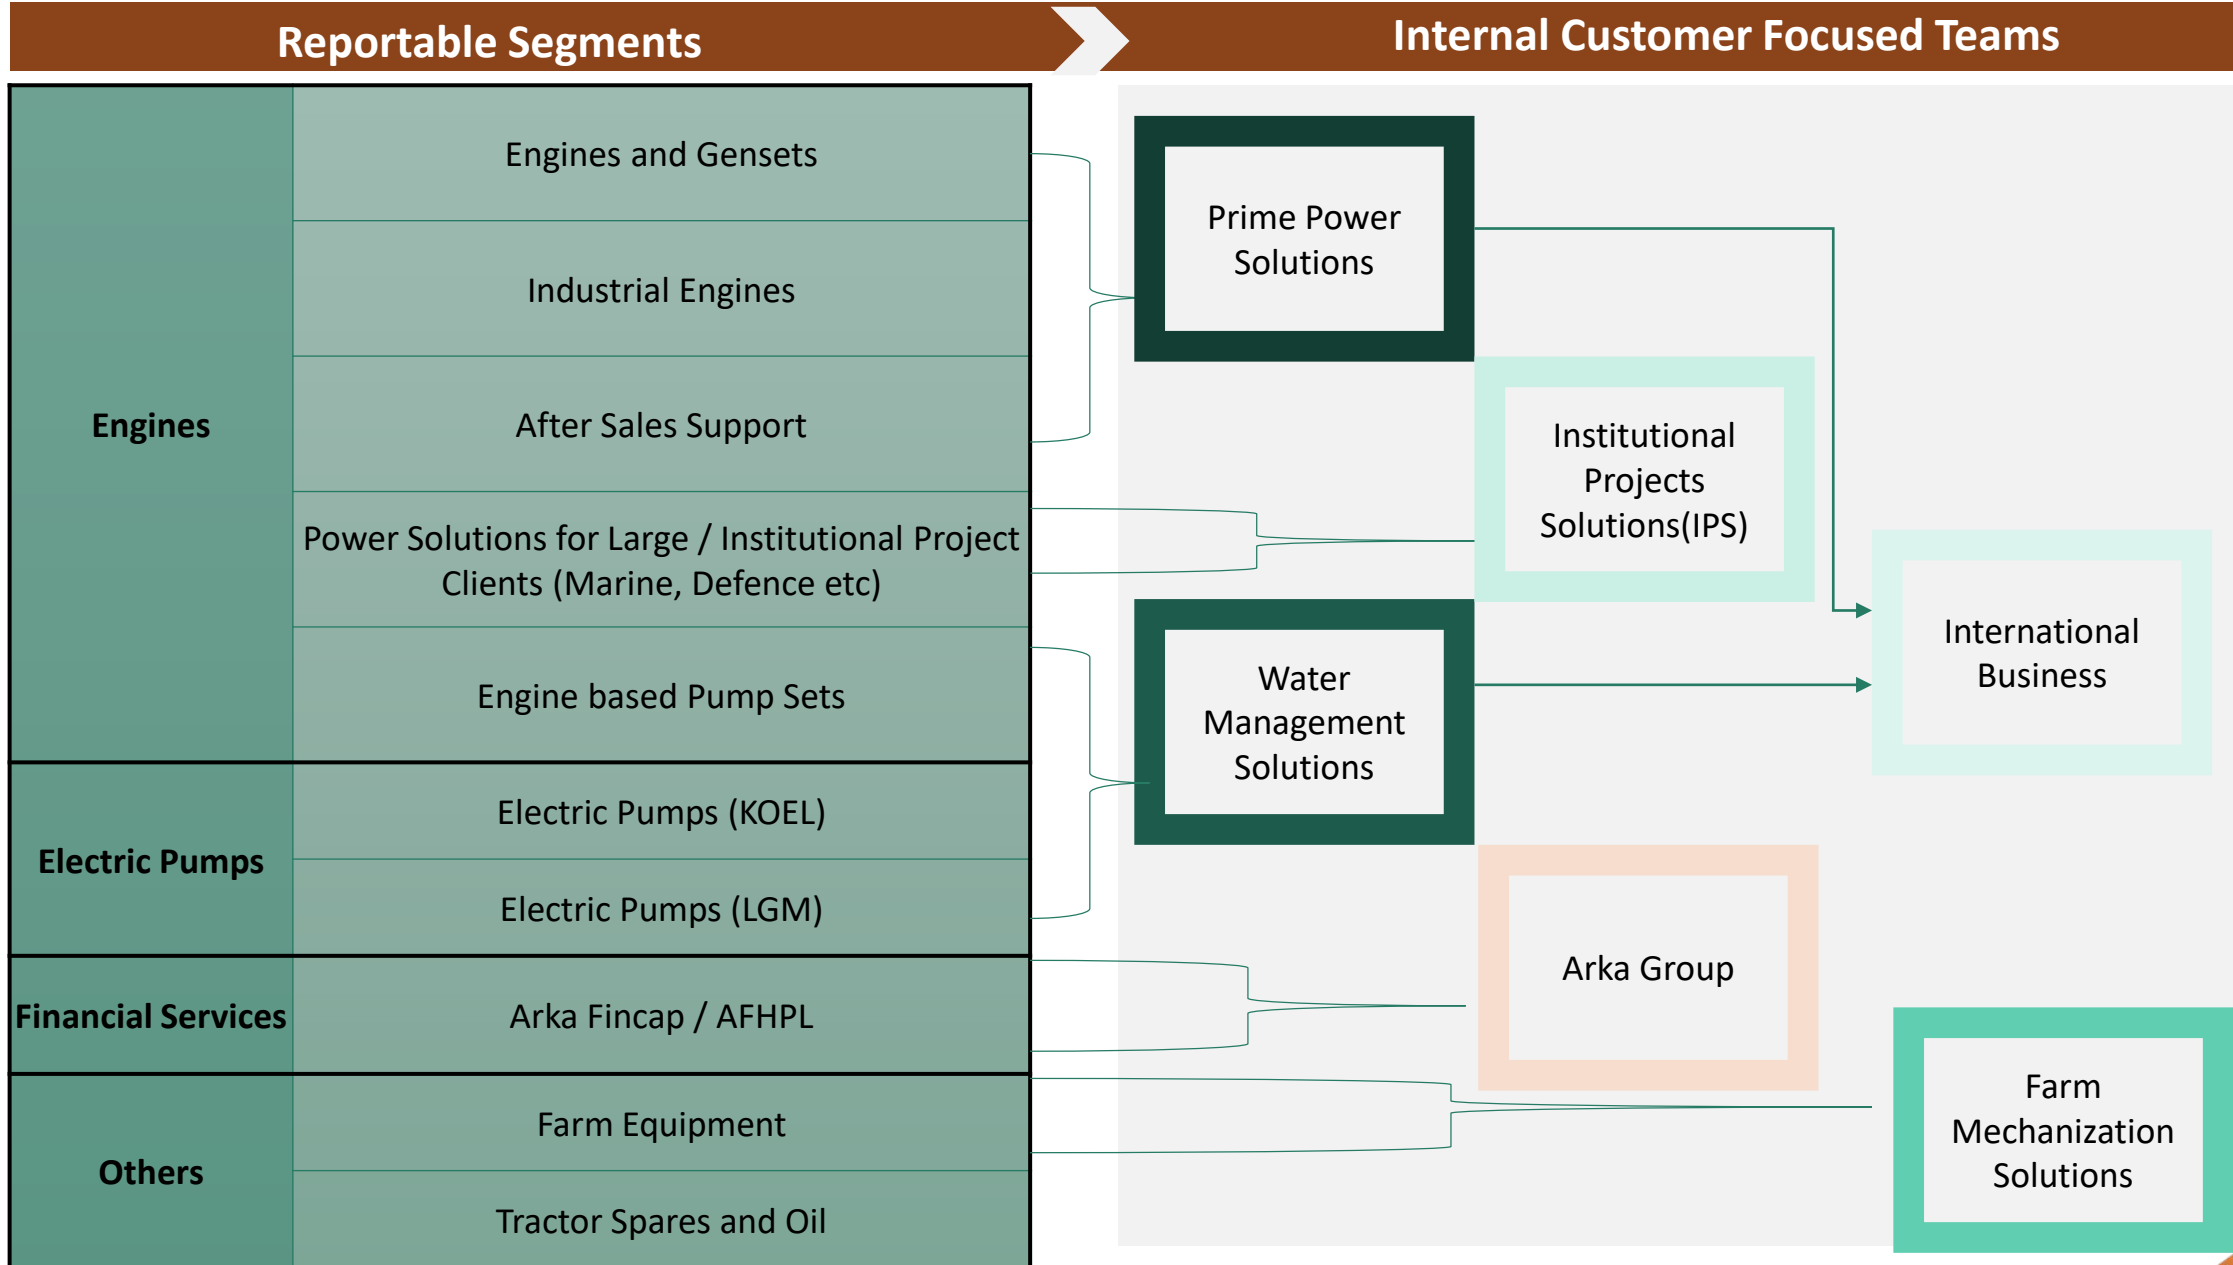 Reportable Segments
Internal Customer Focused Teams
Engines
Engines and Gensets
Industrial Engines
After Sales Support
Power Solutions for Large / Institutional Project
Clients (Marine, Defence etc)
Engine based Pump Sets
Electric Pumps
Electric Pumps (KOEL)
Electric Pumps (LGM)
Financial Services
Arka Fincap / AFHPL
Others
Farm Equipment
Tractor Spares and Oil
Prime Power
Solutions
Institutional
Projects
Solutions(IPS)
Water
Management
Solutions
International
Business
Arka Group
Farm
Mechanization
Solutions